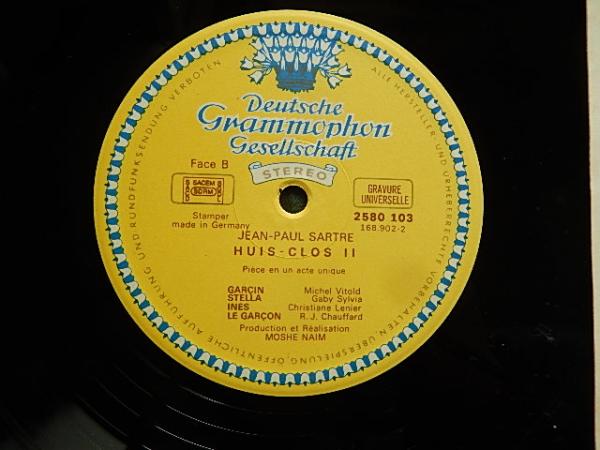 Deutsche
Grammophon
Gesellschaft
STEREO
Face B
SACEM
SDRM
GRAVURE
UNIVERSELLE
Stamper
made in Germany
2580 103
168.902-2
JEAN-PAUL SARTRE
HUIS-CLOS II
Pièce en un acte unique
GARÇIN Michel Vitold
STELLA Gaby Sylvia
INES Christiane Lenier
LE GARÇON R. J. Chauffard
Production et Réalisation
MOSHE NAIM
ALLE HERSTELLER- UND URHEBERRECHTE VORBEHALTEN, ÜBERSPIELUNG, ÖFFENTLICHE AUFFÜHRUNG UND RUNDFUNKSENDUNG VERBOTEN